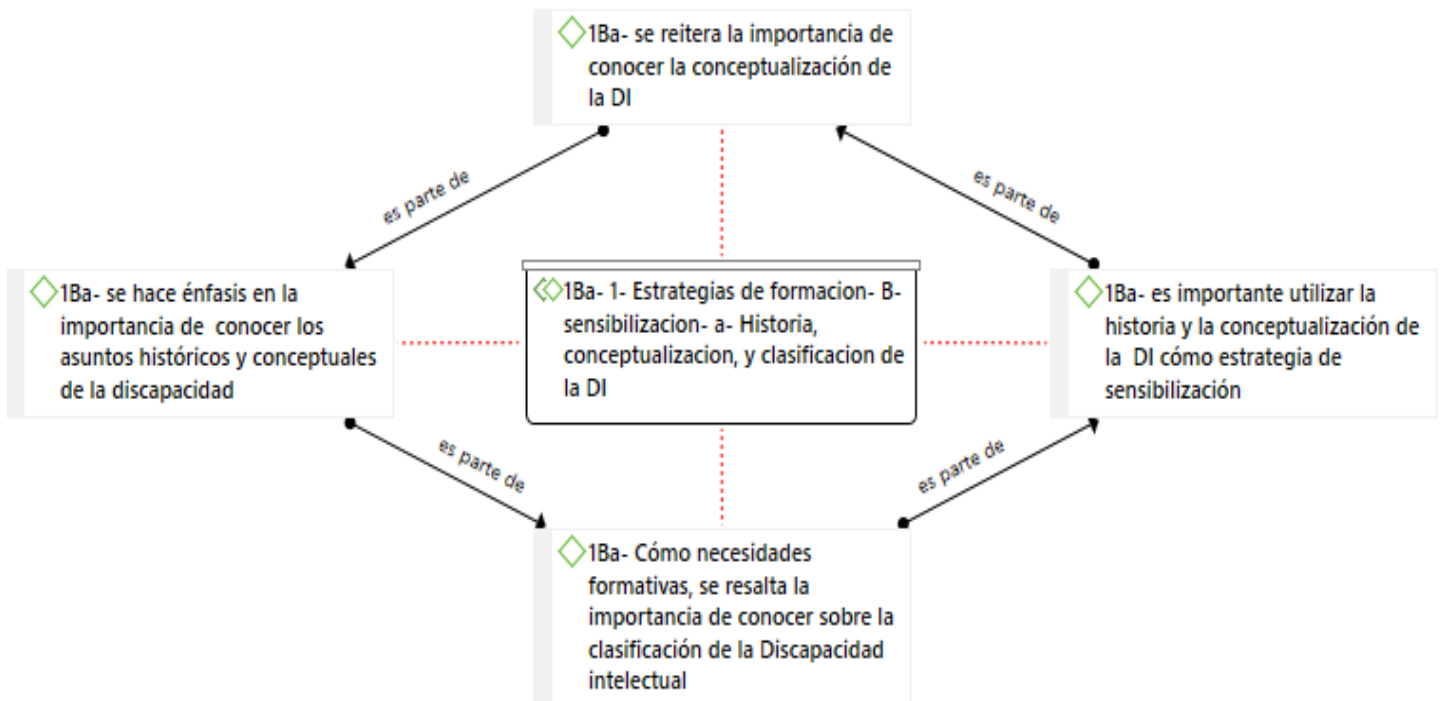 1Ba- se reitera la importancia de
conocer la conceptualización de
la DI
es parte de
es parte de
1Ba- se hace énfasis en la
importancia de  conocer los
asuntos históricos y conceptuales
de la discapacidad
1Ba- 1- Estrategias de formacion- B-
sensibilizacion- a- Historia,
conceptualizacion, y clasificacion de
la DI
1Ba- es importante utilizar la
historia y la conceptualización de
la  DI cómo estrategia de
sensibilización
es parte de
es parte de
1Ba- Cómo necesidades
formativas, se resalta la
importancia de conocer sobre la
clasificación de la Discapacidad
intelectual